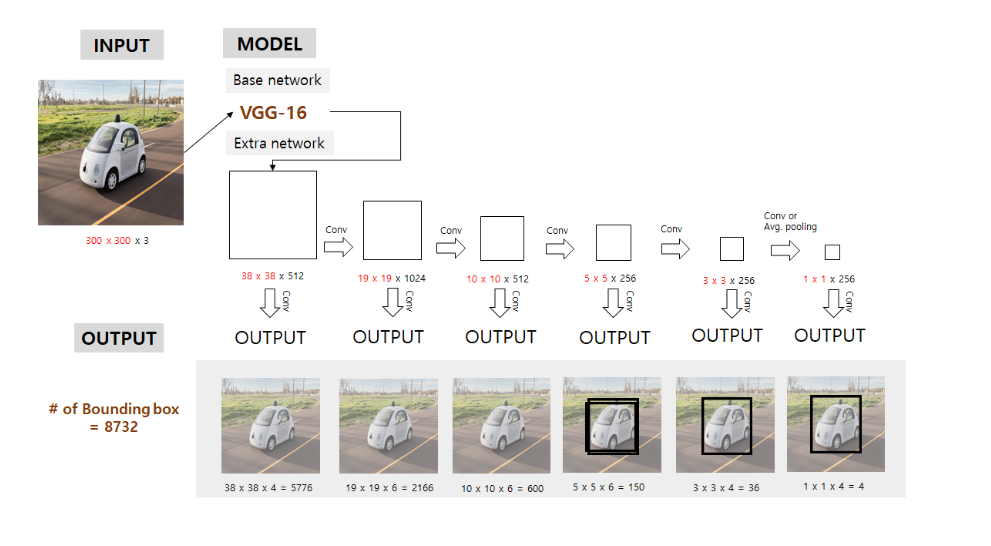 INPUT
MODEL
Base network
VGG-16
Extra network
300 x 300 x 3
Conv
Conv
Conv
Conv
Conv or
Avg. pooling
38 x 38 x 512
19 x 19 x 1024
10 x 10 x 512
5 x 5 x 256
3 x 3 x 256
1 x 1 x 256
Conv
Conv
Conv
Conv
Conv
Conv
OUTPUT
OUTPUT
OUTPUT
OUTPUT
OUTPUT
OUTPUT
OUTPUT
# of Bounding box
= 8732
38 x 38 x 4 = 5776
19 x 19 x 6 = 2166
10 x 10 x 6 = 600
5 x 5 x 6 = 150
3 x 3 x 4 = 36
1 x 1 x 4 = 4